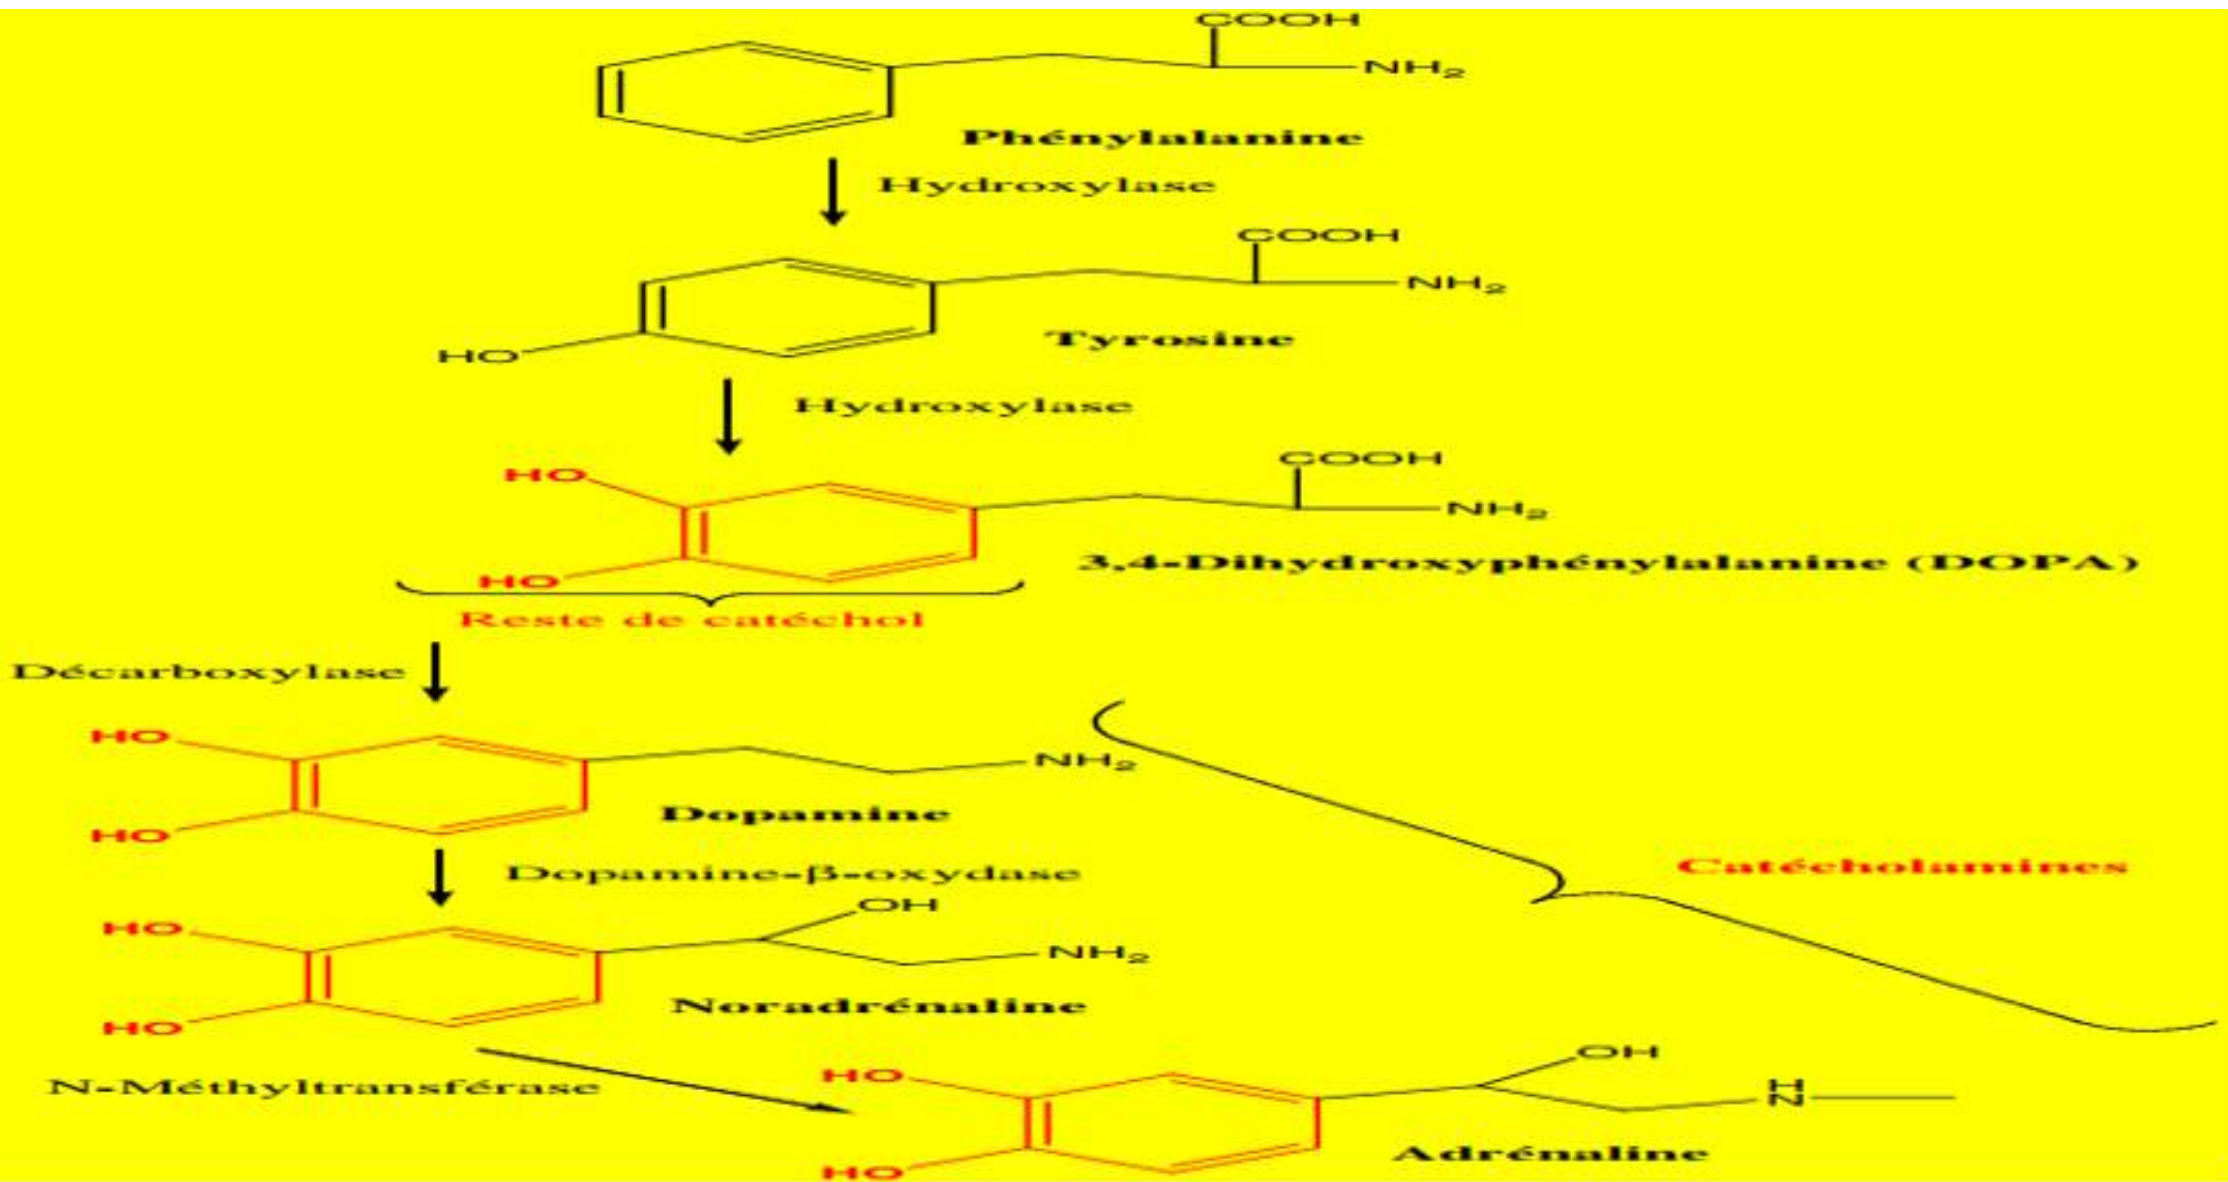 COOH
NH₂
Phénylalanine
Hydroxylase
COOH
NH₂
HO
Tyrosine
Hydroxylase
COOH
HO
NH₂
3,4-Dihydroxyphénylalanine (DOPA)
HO
Reste de catéchol
Décarboxylase
HO
NH₂
Dopamine
HO
Catécholamines
Dopamine-β-oxydase
OH
HO
NH₂
Noradrénaline
HO
OH
HO
N-Méthyltransférase
H
N
Adrénaline
HO